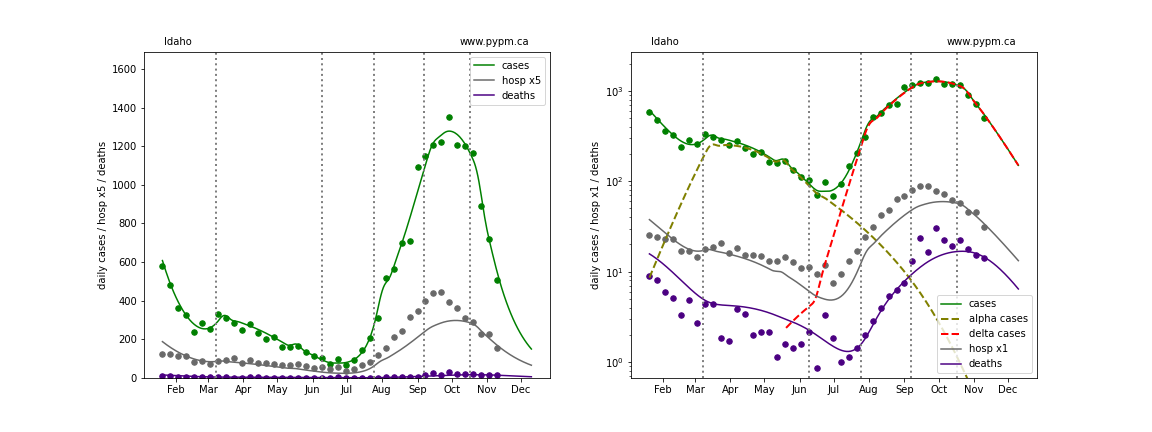 Idaho www.pypm.ca
1600
1400
1200
1000
800
600
400
200
0
daily cases / hosp x5 / deaths
cases
hosp x5
deaths
Feb Mar Apr May Jun Jul Aug Sep Oct Nov Dec
Idaho www.pypm.ca
10³
10²
10¹
10⁰
daily cases / hosp x1 / deaths
cases
alpha cases
delta cases
hosp x1
deaths
Feb Mar Apr May Jun Jul Aug Sep Oct Nov Dec